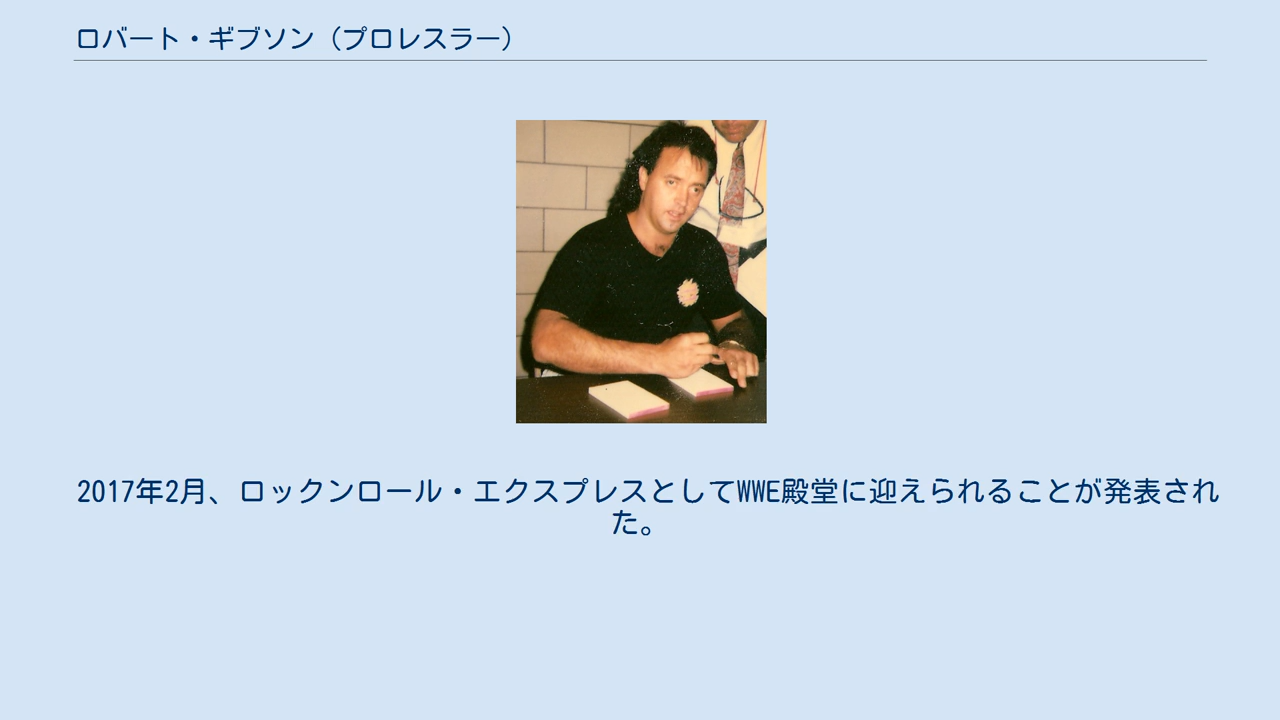 ロバート・ギブソン（プロレスラー）
2017年2月、ロックンロール・エクスプレスとしてWWE殿堂に迎えられることが発表され
た。